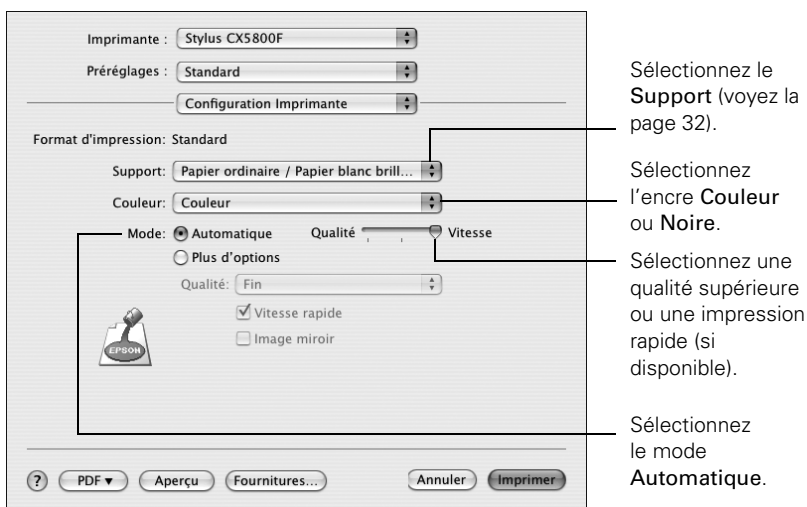 Imprimante : Stylus CX5800F
Préréglages : Standard
Configuration Imprimante
Format d'impression: Standard
Support: Papier ordinaire / Papier blanc brill...
Couleur: Couleur
Mode: Automatique Qualité Vitesse
Plus d'options
Qualité: Fin
Vitesse rapide
Image miroir
EPSON
? PDF Aperçu Fournitures... Annuler Imprimer
Sélectionnez le
Support (voyez la
page 32).
Sélectionnez
l'encre Couleur
ou Noire.
Sélectionnez une
qualité supérieure
ou une impression
rapide (si
disponible).
Sélectionnez
le mode
Automatique.